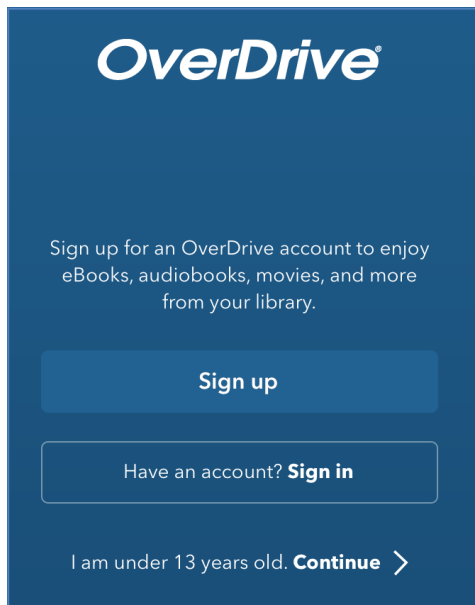 OverDrive®
Sign up for an OverDrive account to enjoy
eBooks, audiobooks, movies, and more
from your library.
Sign up
Have an account? Sign in
I am under 13 years old. Continue